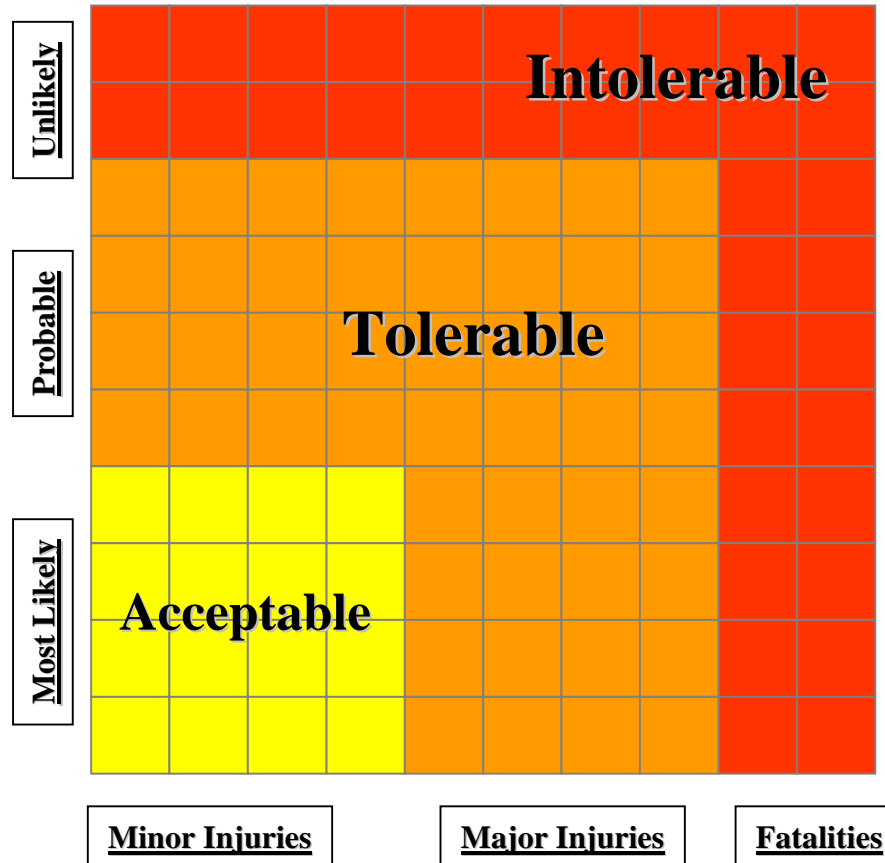 Unlikely
Intolerable
Probable
Tolerable
Most Likely
Acceptable
Minor Injuries
Major Injuries
Fatalities